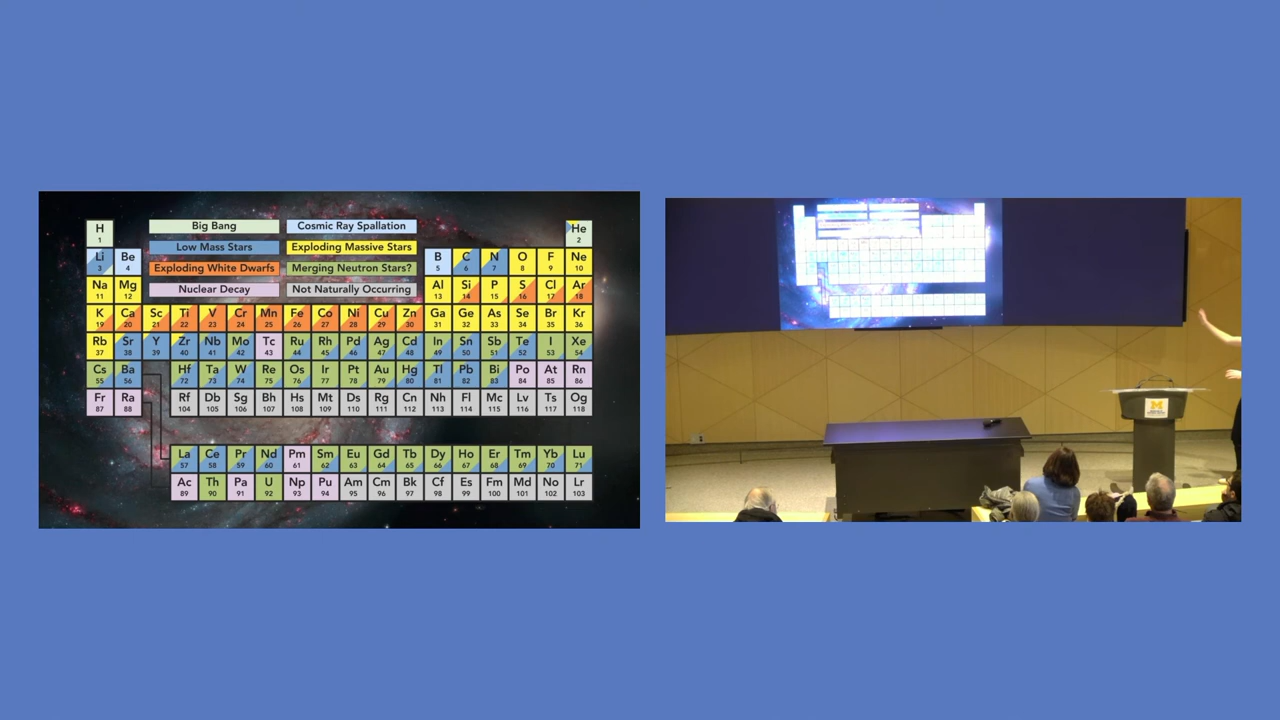 H Big Bang Cosmic Ray Spallation He
1 2
Li Be Low Mass Stars Exploding Massive Stars B C N O F Ne
3 4 5 6 7 8 9 10
Na Mg Exploding White Dwarfs Merging Neutron Stars? Al Si P S Cl Ar
11 12 Nuclear Decay Not Naturally Occurring 13 14 15 16 17 18
K Ca Sc Ti V Cr Mn Fe Co Ni Cu Zn Ga Ge As Se Br Kr
19 20 21 22 23 24 25 26 27 28 29 30 31 32 33 34 35 36
Rb Sr Y Zr Nb Mo Tc Ru Rh Pd Ag Cd In Sn Sb Te I Xe
37 38 39 40 41 42 43 44 45 46 47 48 49 50 51 52 53 54
Cs Ba Hf Ta W Re Os Ir Pt Au Hg Tl Pb Bi Po At Rn
55 56 72 73 74 75 76 77 78 79 80 81 82 83 84 85 86
Fr Ra Rf Db Sg Bh Hs Mt Ds Rg Cn Nh Fl Mc Lv Ts Og
87 88 104 105 106 107 108 109 110 111 112 113 114 115 116 117 118
La Ce Pr Nd Pm Sm Eu Gd Tb Dy Ho Er Tm Yb Lu
57 58 59 60 61 62 63 64 65 66 67 68 69 70 71
Ac Th Pa U Np Pu Am Cm Bk Cf Es Fm Md No Lr
89 90 91 92 93 94 95 96 97 98 99 100 101 102 103
M